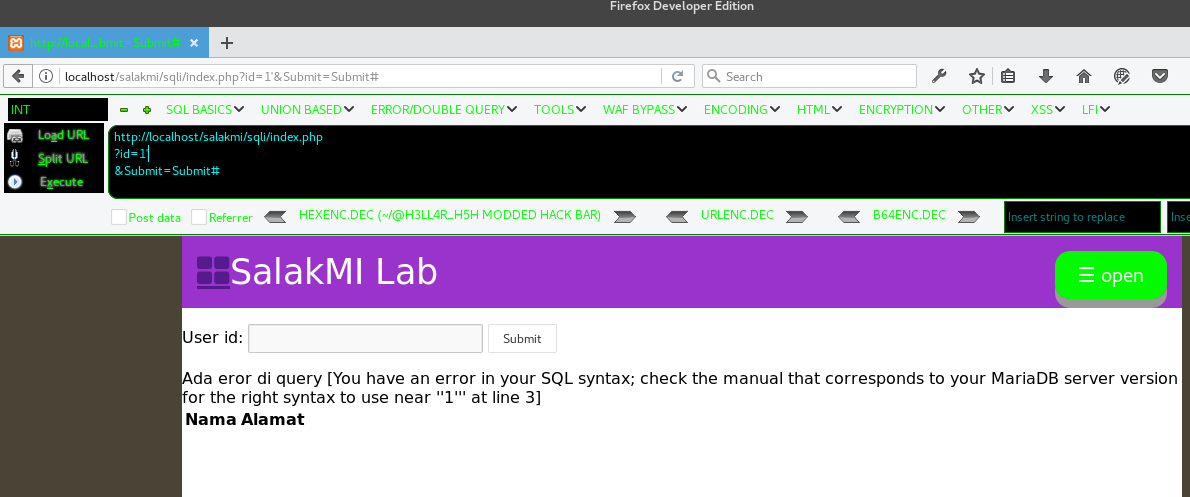 Firefox Developer Edition
localhost/salakmi/sqli/index.php?id=1'&Submit=Submit#
Search
INT
SQL BASICS UNION BASED ERROR/DOUBLE QUERY TOOLS WAF BYPASS ENCODING HTML ENCRYPTION OTHER XSS LFI
Load URL
Split URL
Execute
http://localhost/salakmi/sqli/index.php
?id=1'
&Submit=Submit#
Post data Referrer HEXENC.DEC (~/@H3LL4R_H5H MODDED HACK BAR) URLENC.DEC B64ENC.DEC Insert string to replace Inse
SalakMI Lab
☰ open
User id: Submit
Ada eror di query [You have an error in your SQL syntax; check the manual that corresponds to your MariaDB server version
for the right syntax to use near ''1''' at line 3]
Nama Alamat